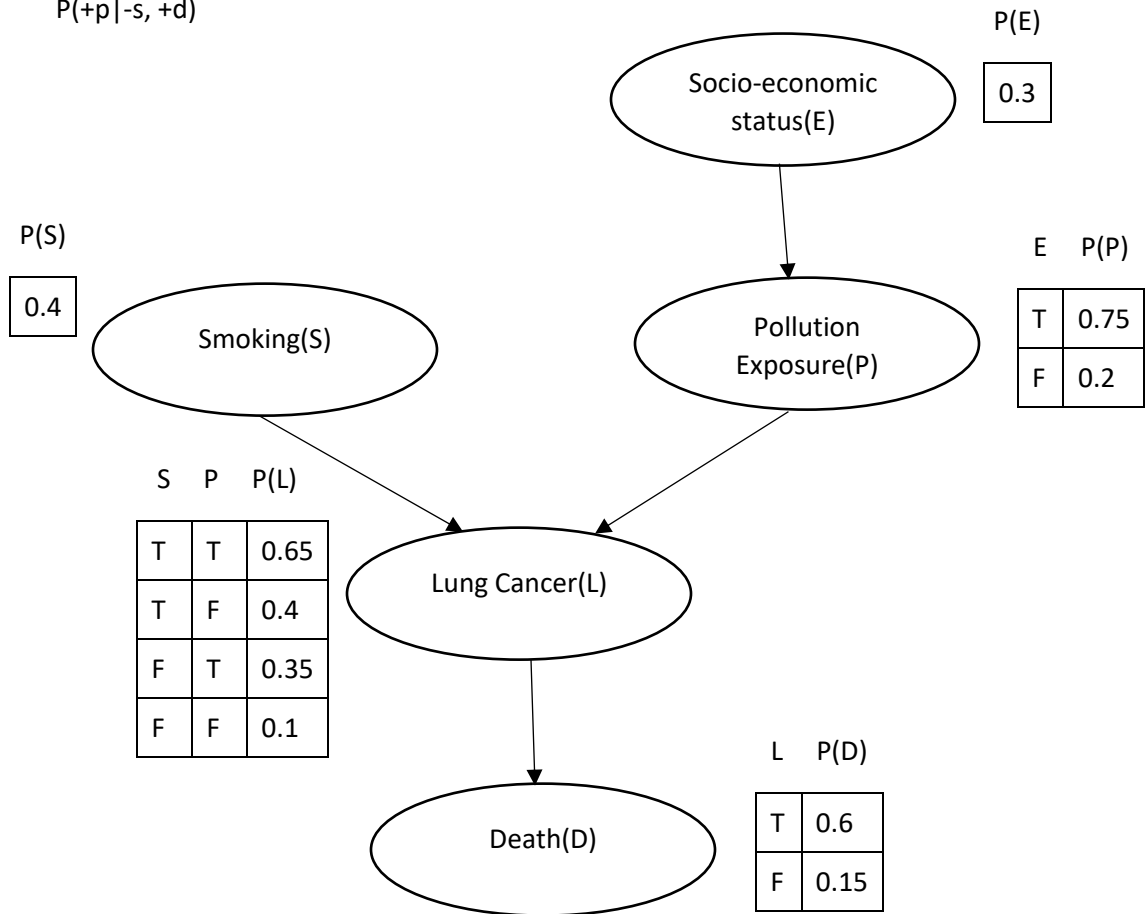 P(+p|-s, +d)
P(E)
Socio-economic
status(E)
0.3
P(S)
0.4
Smoking(S)
E P(P)
T 0.75
F 0.2
Pollution
Exposure(P)
S P P(L)
T T 0.65
T F 0.4
F T 0.35
F F 0.1
Lung Cancer(L)
L P(D)
T 0.6
F 0.15
Death(D)